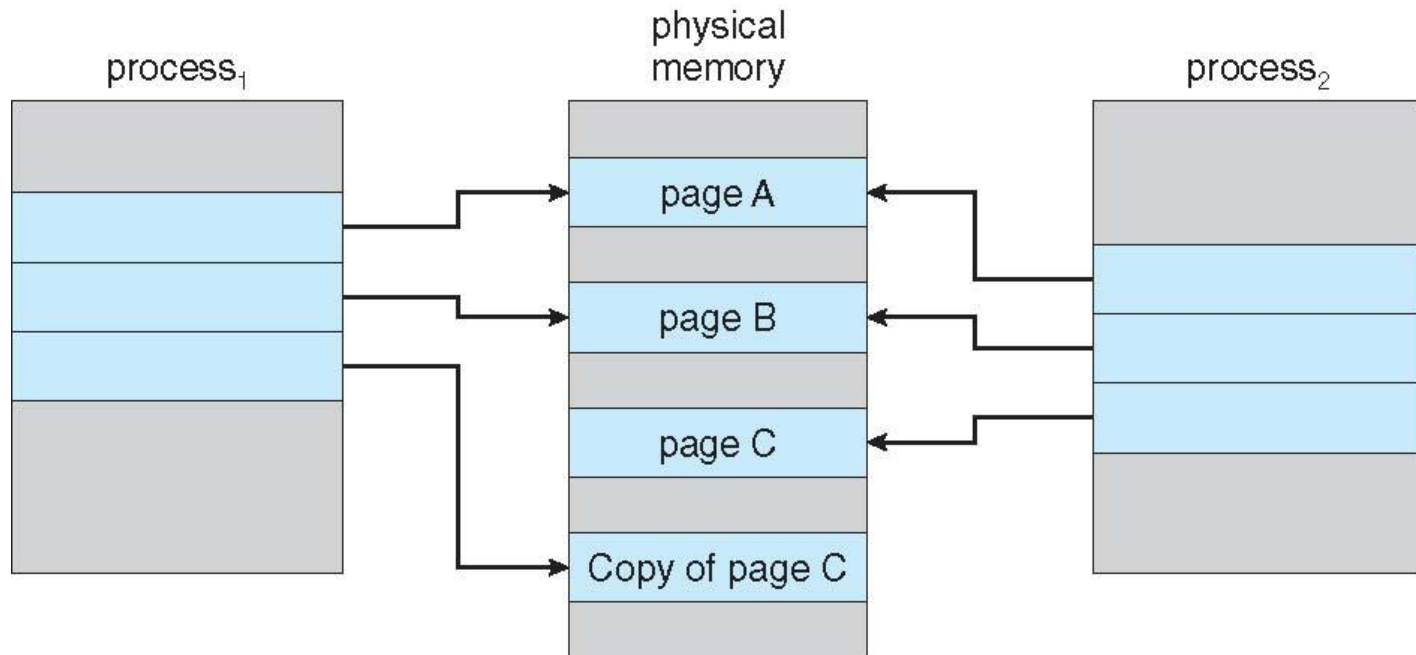 physical
memory
process₁
process₂
page A
page B
page C
Copy of page C